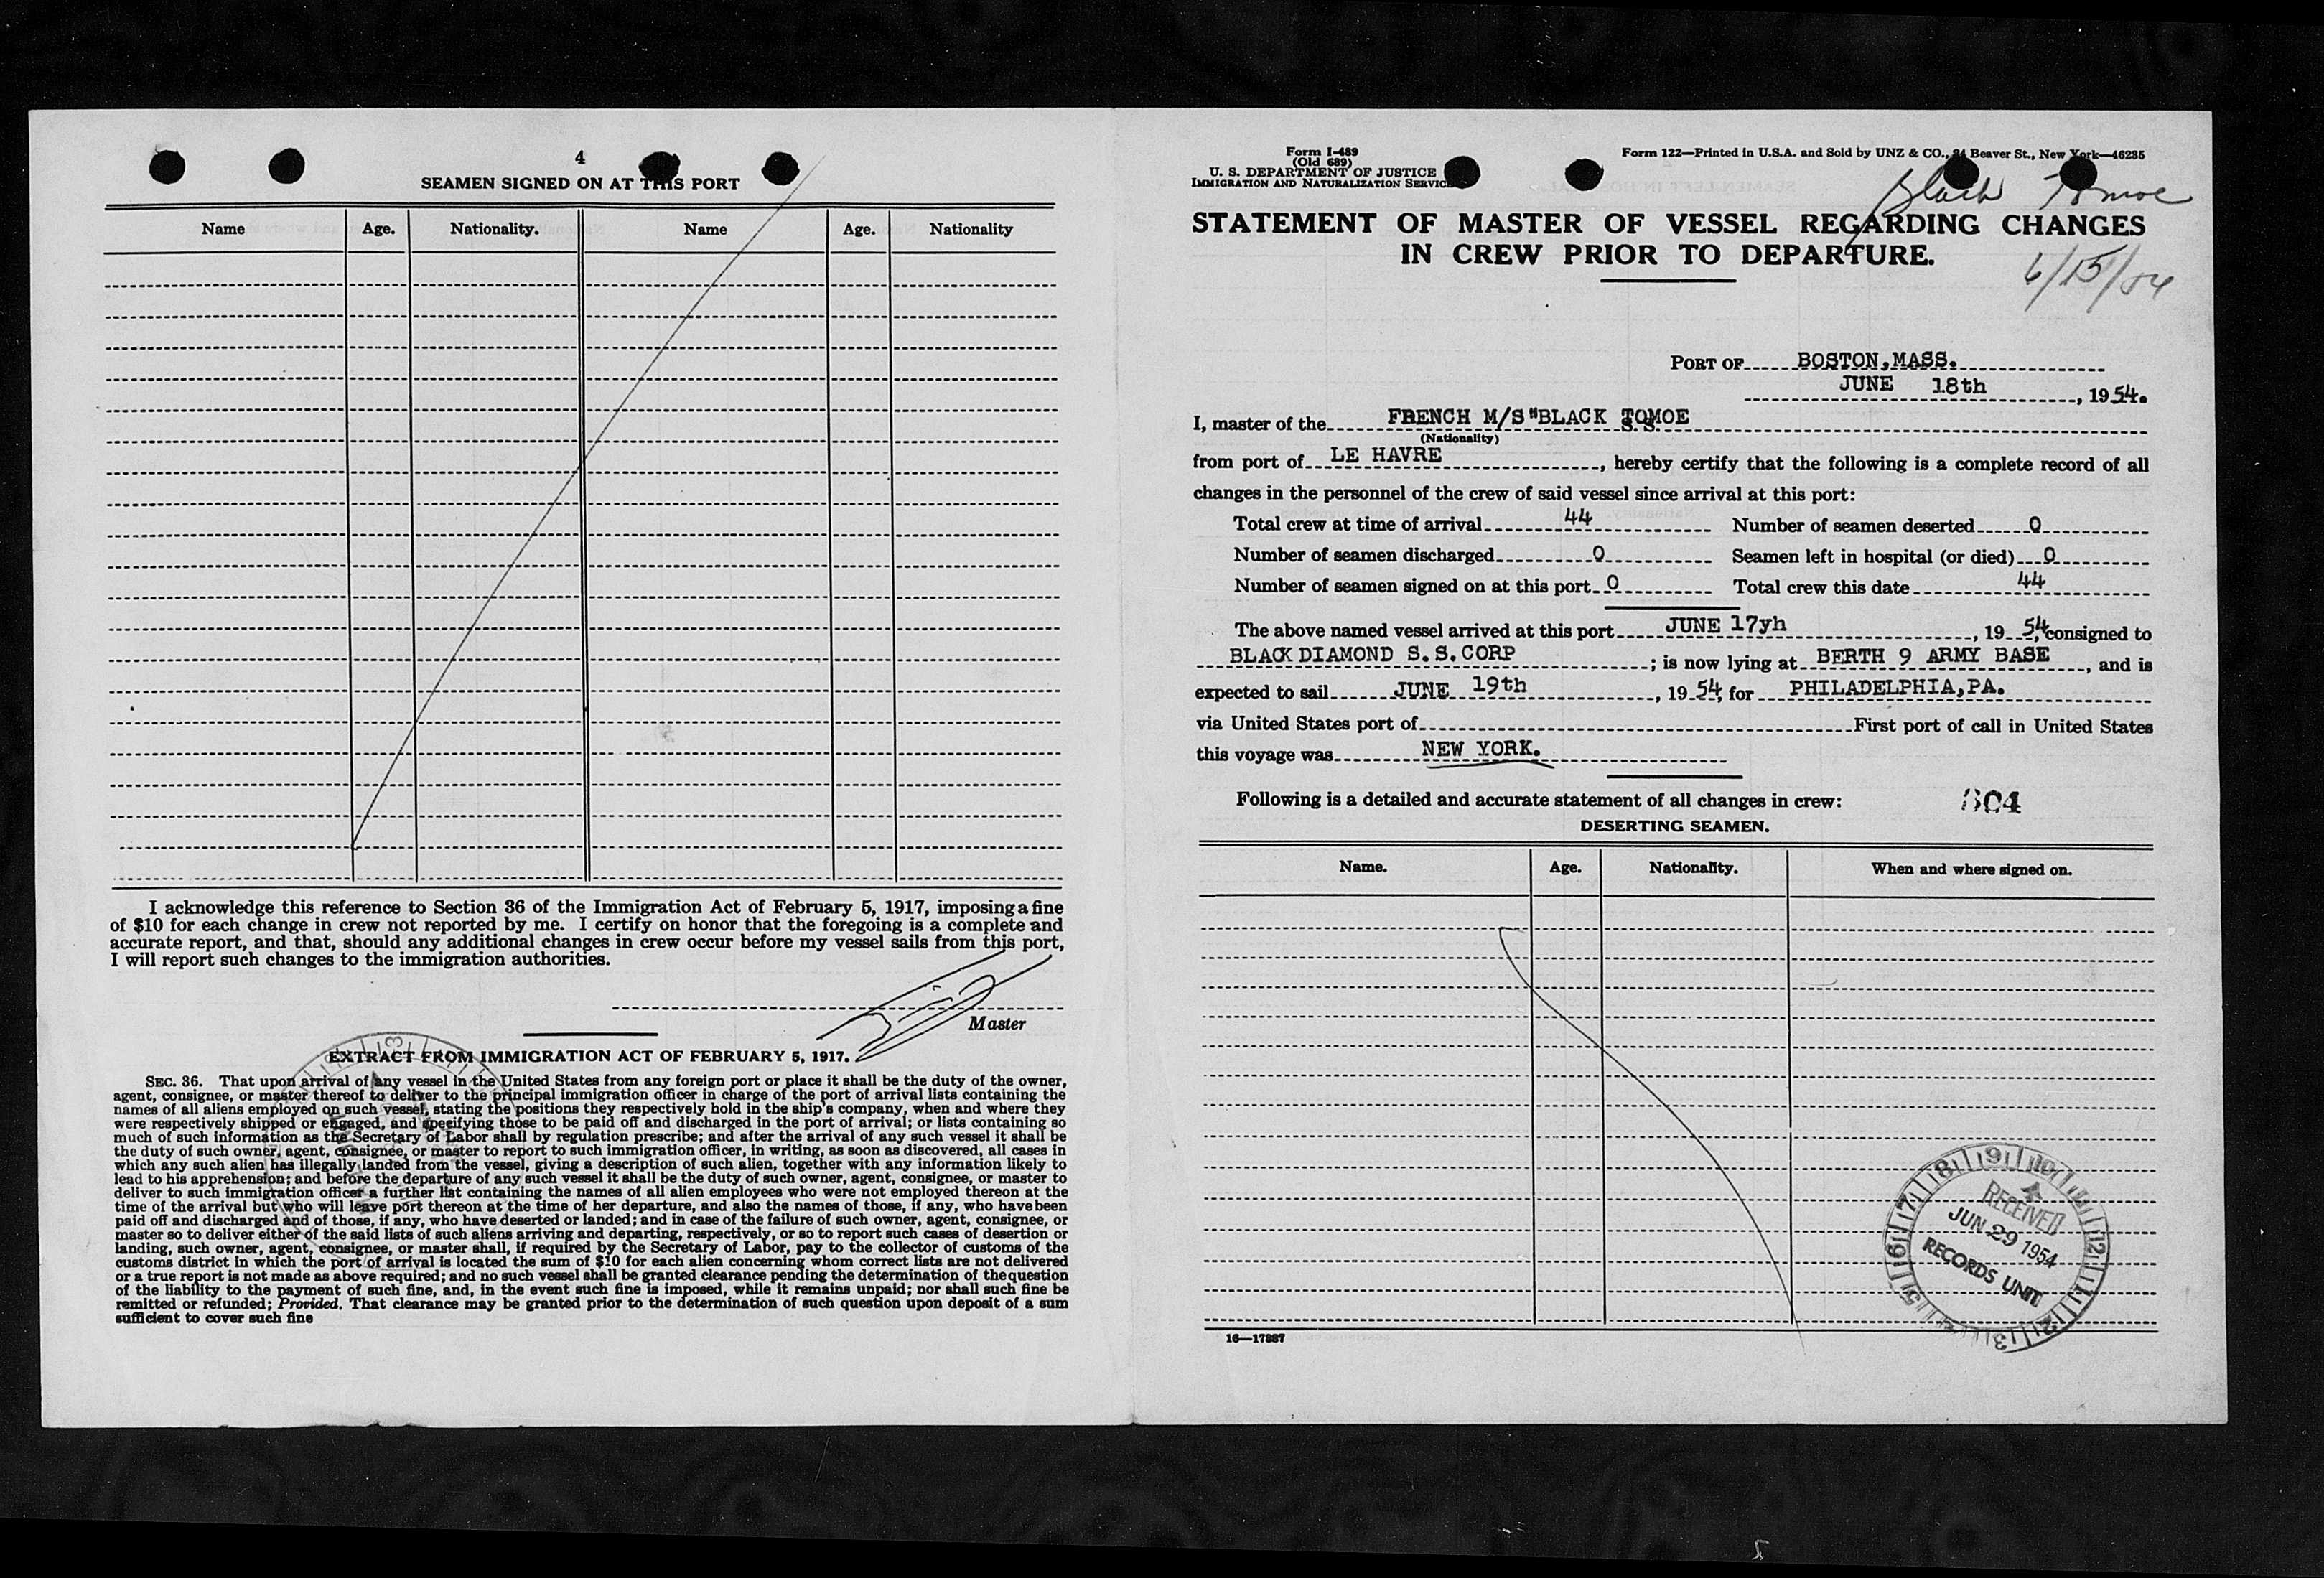 4
SEAMEN SIGNED ON AT THIS PORT
Name Age. Nationality. Name Age. Nationality
I acknowledge this reference to Section 36 of the Immigration Act of February 5, 1917, imposing a fine
of $10 for each change in crew not reported by me. I certify on honor that the foregoing is a complete and
accurate report, and that, should any additional changes in crew occur before my vessel sails from this port,
I will report such changes to the immigration authorities.
Master
EXTRACT FROM IMMIGRATION ACT OF FEBRUARY 5, 1917.
SEC. 36. That upon arrival of any vessel in the United States from any foreign port or place it shall be the duty of the owner,
agent, consignee, or master thereof to deliver to the principal immigration officer in charge of the port of arrival lists containing the
names of all aliens employed on such vessel, stating the positions they respectively hold in the ship's company, when and where they
were respectively shipped or engaged, and specifying those to be paid off and discharged in the port of arrival; or lists containing so
much of such information as the Secretary of Labor shall by regulation prescribe; and after the arrival of any such vessel it shall be
the duty of such owner, agent, consignee, or master to report to such immigration officer, in writing, as soon as discovered, all cases in
which any such alien has illegally landed from the vessel, giving a description of such alien, together with any information likely to
lead to his apprehension; and before the departure of any such vessel it shall be the duty of such owner, agent, consignee, or master to
deliver to such immigration officer a further list containing the names of all alien employees who were not employed thereon at the
time of the arrival but who will leave port thereon at the time of her departure, and also the names of those, if any, who have been
paid off and discharged and of those, if any, who have deserted or landed; and in case of the failure of such owner, agent, consignee, or
master so to deliver either of the said lists of such aliens arriving and departing, respectively, or so to report such cases of desertion or
landing, such owner, agent, consignee, or master shall, if required by the Secretary of Labor, pay to the collector of customs of the
customs district in which the port of arrival is located the sum of $10 for each alien concerning whom correct lists are not delivered
or a true report is not made as above required; and no such vessel shall be granted clearance pending the determination of the question
of the liability to the payment of such fine, and, in the event such fine is imposed, while it remains unpaid; nor shall such fine be
remitted or refunded; Provided. That clearance may be granted prior to the determination of such question upon deposit of a sum
sufficient to cover such fine
Form I-489
(Old 689)
U. S. DEPARTMENT OF JUSTICE
IMMIGRATION AND NATURALIZATION SERVICE
Form 122—Printed in U.S.A. and Sold by UNZ & CO., 24 Beaver St., New York—46235
Black Tomoe
STATEMENT OF MASTER OF VESSEL REGARDING CHANGES
IN CREW PRIOR TO DEPARTURE.
6/15/54
PORT OF BOSTON,MASS.
JUNE 18th, 1954.
I, master of the FRENCH M/S"BLACK TOMOE
S. S.
(Nationality)
from port of LE HAVRE, hereby certify that the following is a complete record of all
changes in the personnel of the crew of said vessel since arrival at this port:
Total crew at time of arrival 44 Number of seamen deserted 0
Number of seamen discharged 0 Seamen left in hospital (or died) 0
Number of seamen signed on at this port 0 Total crew this date 44
The above named vessel arrived at this port JUNE 17yh, 1954, consigned to
BLACK DIAMOND S.S.CORP; is now lying at BERTH 9 ARMY BASE, and is
expected to sail JUNE 19th, 1954, for PHILADELPHIA,PA.
via United States port of First port of call in United States
this voyage was NEW YORK.
Following is a detailed and accurate statement of all changes in crew: 604
DESERTING SEAMEN.
Name. Age. Nationality. When and where signed on.
RECEIVED
JUN 29 1954
RECORDS UNIT
16—17887